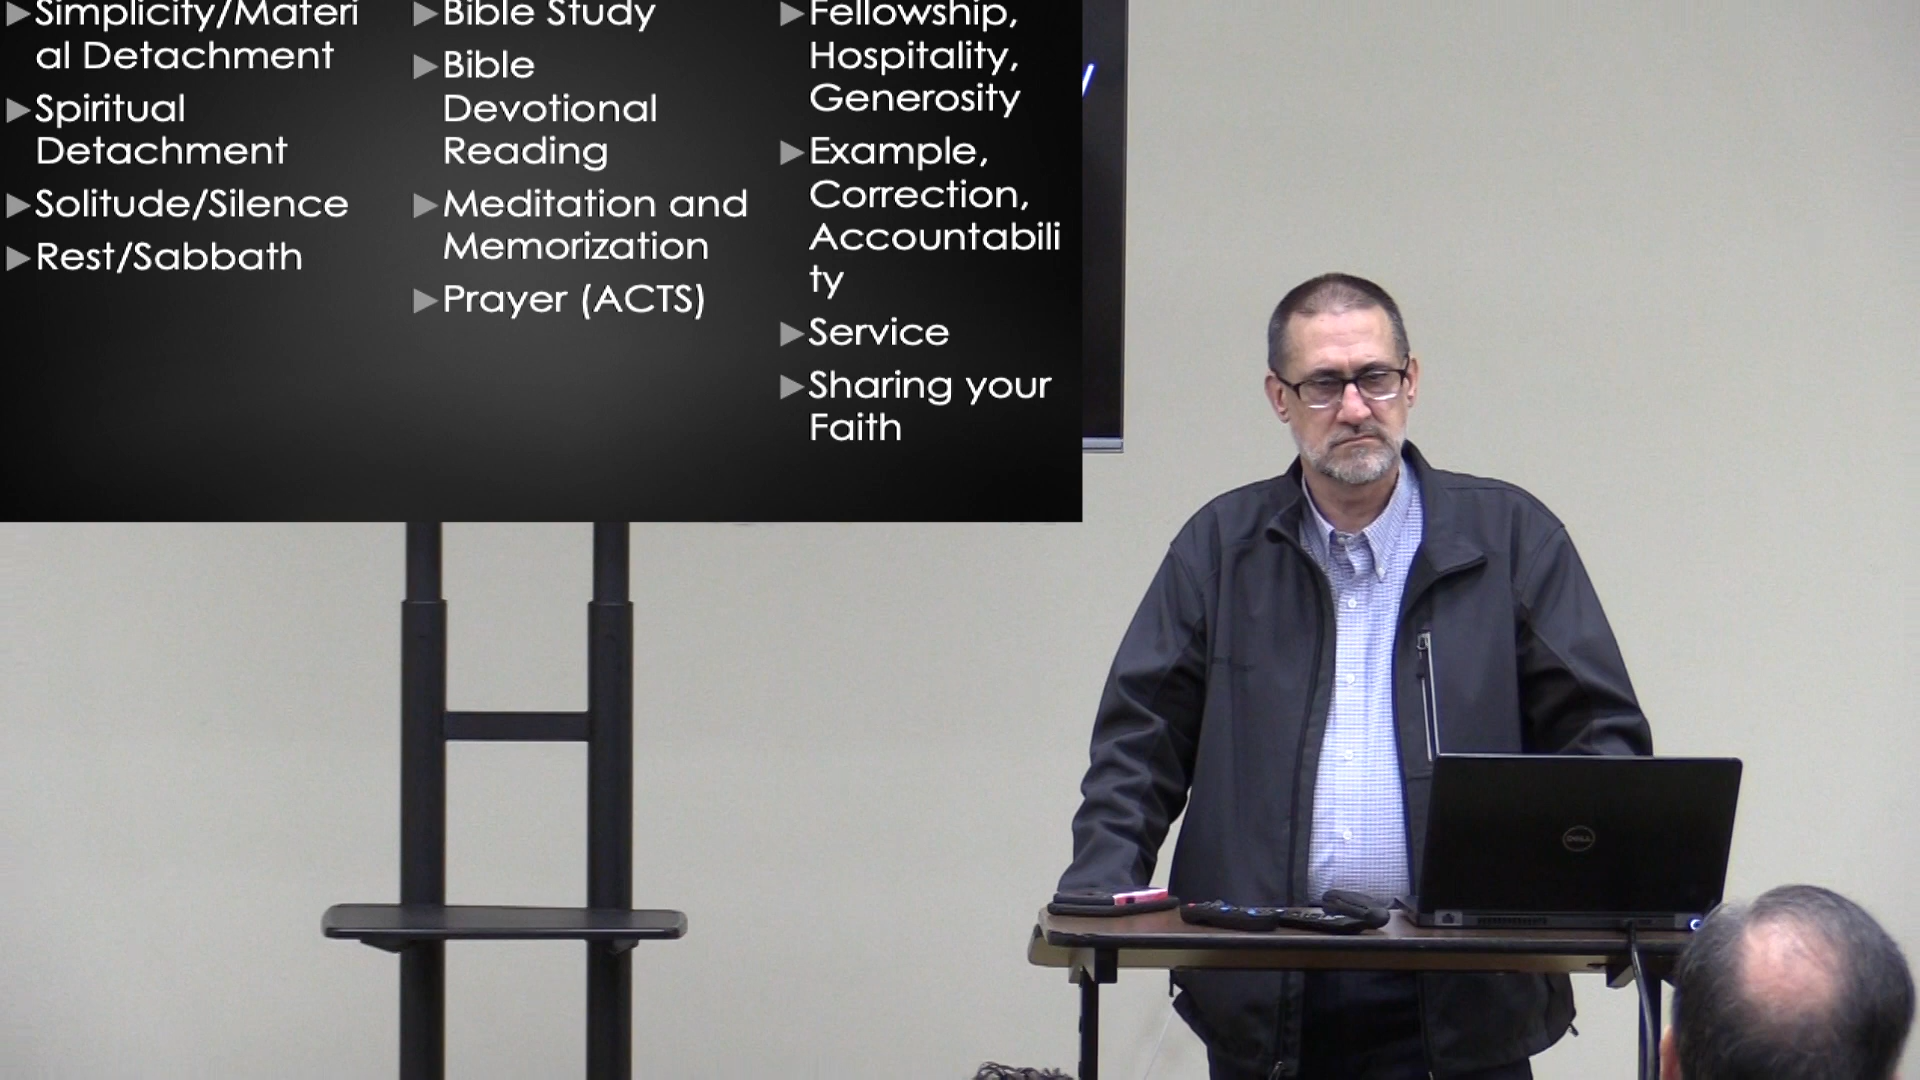 Simplicity/Materi
al Detachment
Spiritual
Detachment
Solitude/Silence
Rest/Sabbath
Bible Study
Bible
Devotional
Reading
Meditation and
Memorization
Prayer (ACTS)
Fellowship,
Hospitality,
Generosity
Example,
Correction,
Accountabili
ty
Service
Sharing your
Faith
DELL